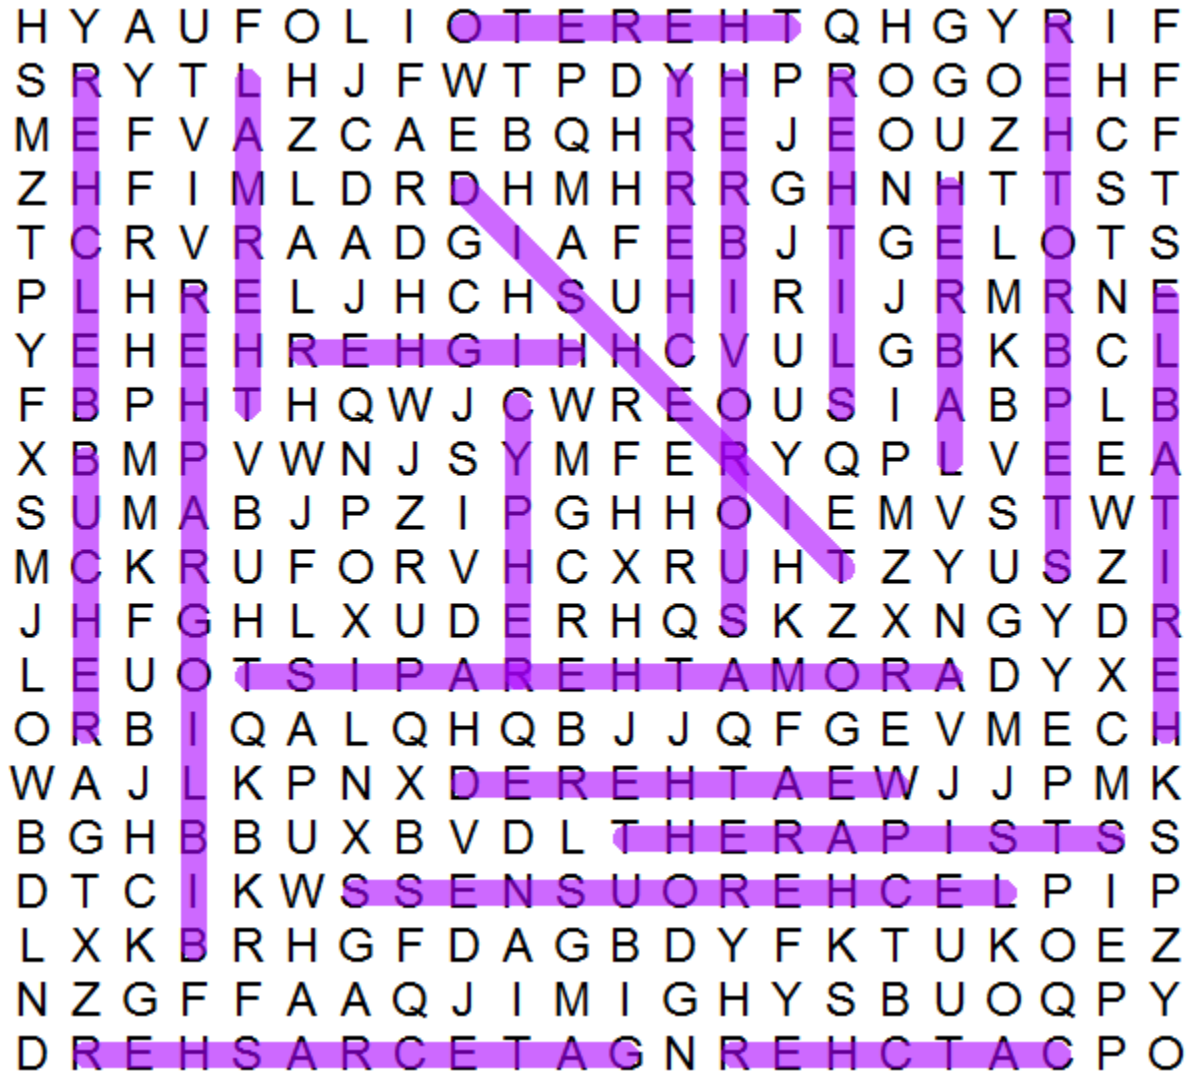 H Y A U F O L I O T E R E H T Q H G Y R I F
S R Y T L H J F W T P D Y H P R O G O E H F
M E F V A Z C A E B Q H R E J E O U Z H C F
Z H F I M L D R D H M H R R G H N H T T S T
T C R V R A A D G I A F E B J T G E L O T S
P L H R E L J H C H S U H I R I J R M R N E
Y E H E H R E H G I H H C V U L G B K B C L
F B P H T H Q W J C W R E O U S I A B P L B
X B M P V W N J S Y M F E R Y Q P L V E E A
S U M A B J P Z I P G H H O I E M V S T W T
M C K R U F O R V H C X R U H T Z Y U S Z I
J H F G H L X U D E R H Q S K Z X N G Y D R
L E U O T S I P A R E H T A M O R A D Y X E
O R B I Q A L Q H Q B J J Q F G E V M E C H
W A J L K P N X D E R E H T A E W J J P M K
B G H B B U X B V D L T H E R A P I S T S S
D T C I K W S S E N S U O R E H C E L P I P
L X K B R H G F D A G B D Y F K T U K O E Z
N Z G F F A A Q J I M I G H Y S B U O Q P Y
D R E H S A R C E T A G N R E H C T A C P O